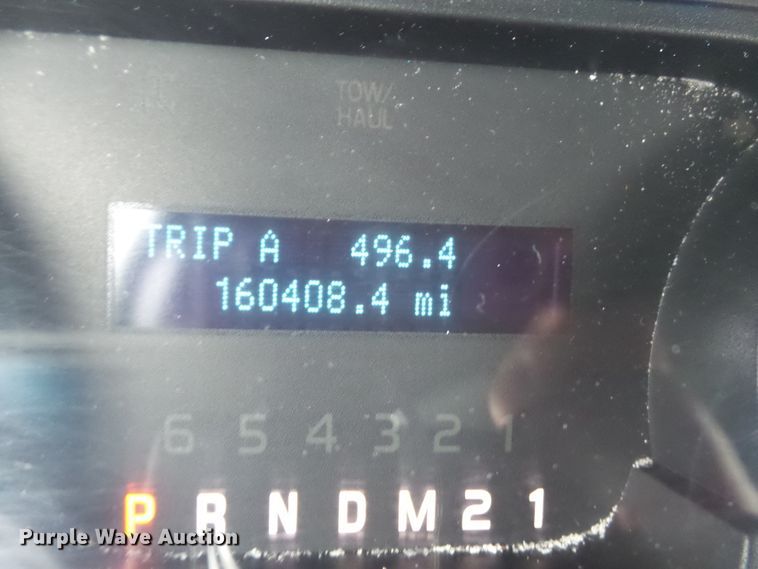 TOW/
HAUL
TRIP A 496.4
160408.4 mi
6 5 4 3 2 1
P R N D M 2 1
Purple Wave Auction